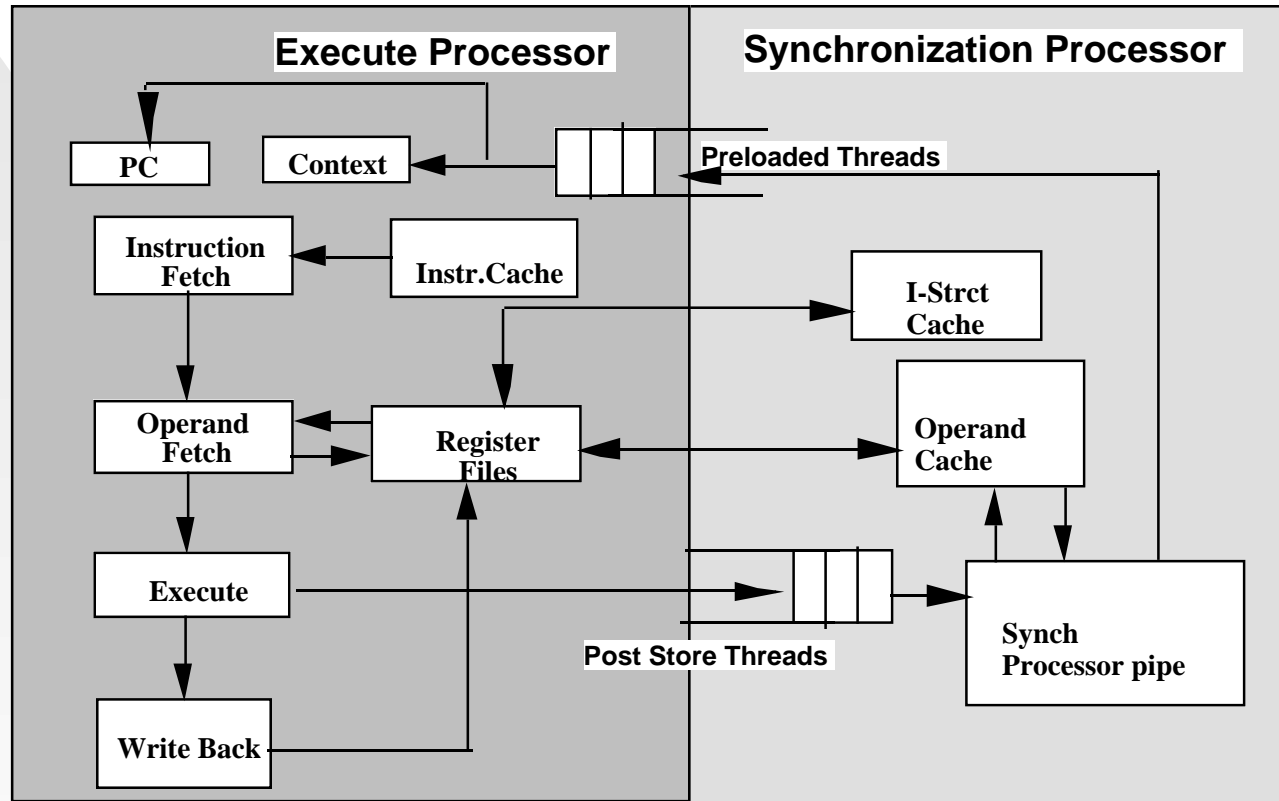 Execute Processor
Synchronization Processor
PC
Context
Preloaded Threads
Instruction
Fetch
Instr.Cache
I-Strct
Cache
Operand
Fetch
Register
Files
Operand
Cache
Execute
Post Store Threads
Synch
Processor pipe
Write Back